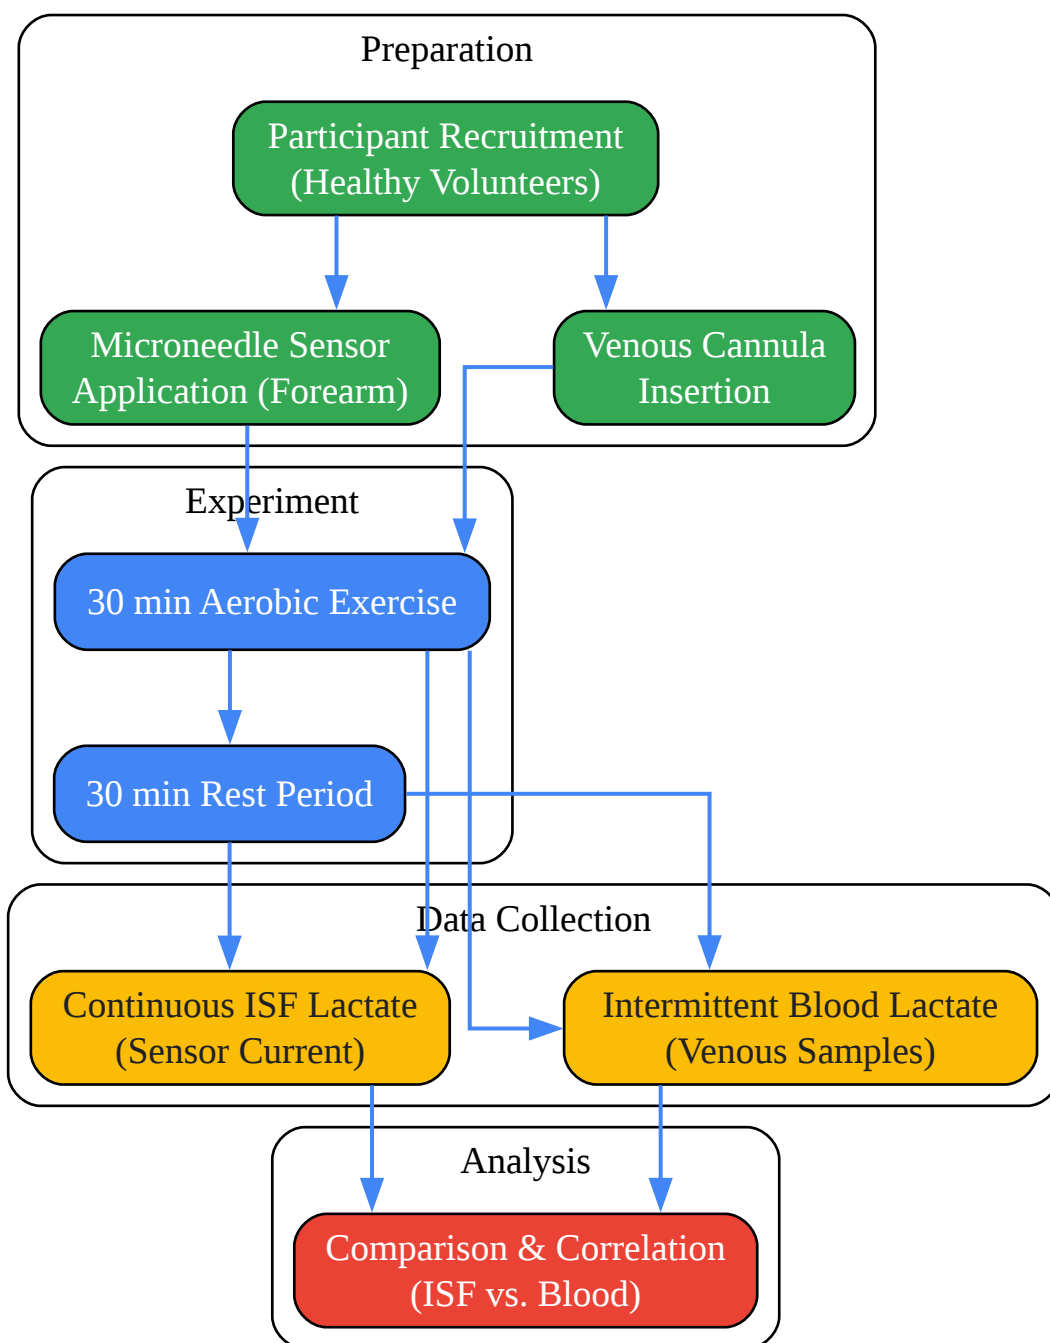 Preparation
Participant Recruitment
(Healthy Volunteers)
Microneedle Sensor
Application (Forearm)
Venous Cannula
Insertion
Experiment
30 min Aerobic Exercise
30 min Rest Period
Data Collection
Continuous ISF Lactate
(Sensor Current)
Intermittent Blood Lactate
(Venous Samples)
Analysis
Comparison & Correlation
(ISF vs. Blood)